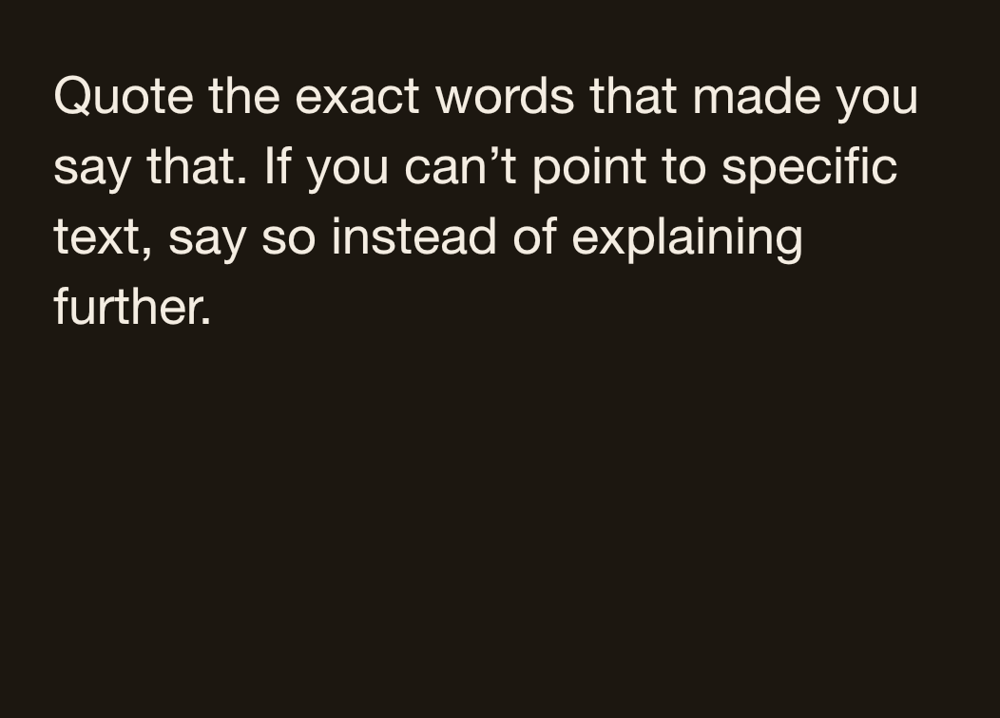 Quote the exact words that made you
say that. If you can’t point to specific
text, say so instead of explaining
further.